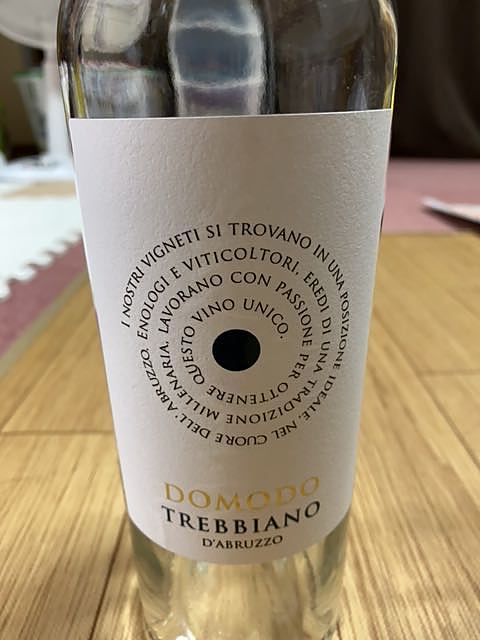 I NOSTRI VIGNETI SI TROVANO IN UNA POSIZIONE IDEALE, NEL CUORE DELL'ABRUZZO, ENOLOGI E VITICOLTORI, EREDI DI UNA TRADIZIONE MILLENARIA, LAVORANO CON PASSIONE PER OTTENERE QUESTO VINO UNICO.
DOMODO
TREBBIANO
D'ABRUZZO